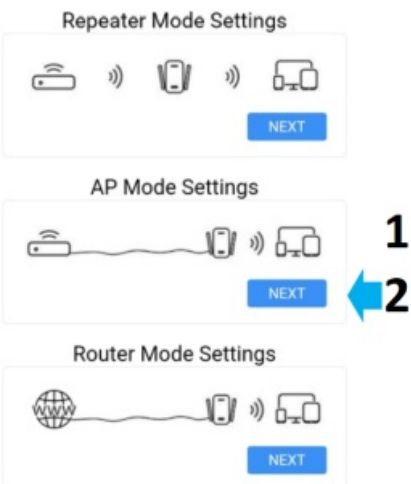 Repeater Mode Settings
NEXT
AP Mode Settings
1
NEXT
2
Router Mode Settings
WWW
NEXT